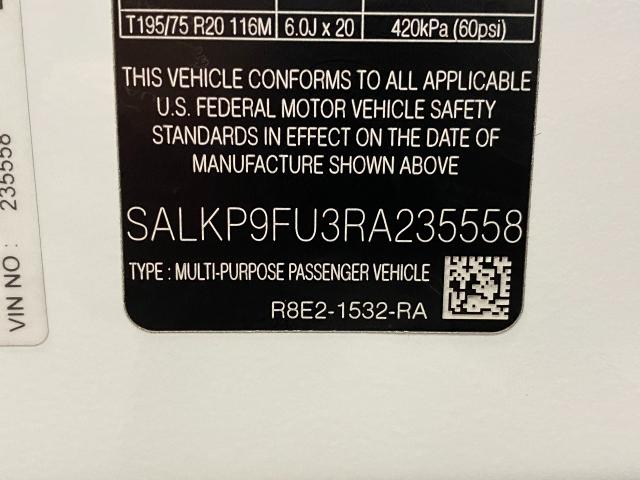 T195/75 R20 116M 6.0J x 20 420kPa (60psi)
THIS VEHICLE CONFORMS TO ALL APPLICABLE
U.S. FEDERAL MOTOR VEHICLE SAFETY
STANDARDS IN EFFECT ON THE DATE OF
MANUFACTURE SHOWN ABOVE
SALKP9FU3RA235558
TYPE : MULTI-PURPOSE PASSENGER VEHICLE
R8E2-1532-RA
VIN NO : 235558